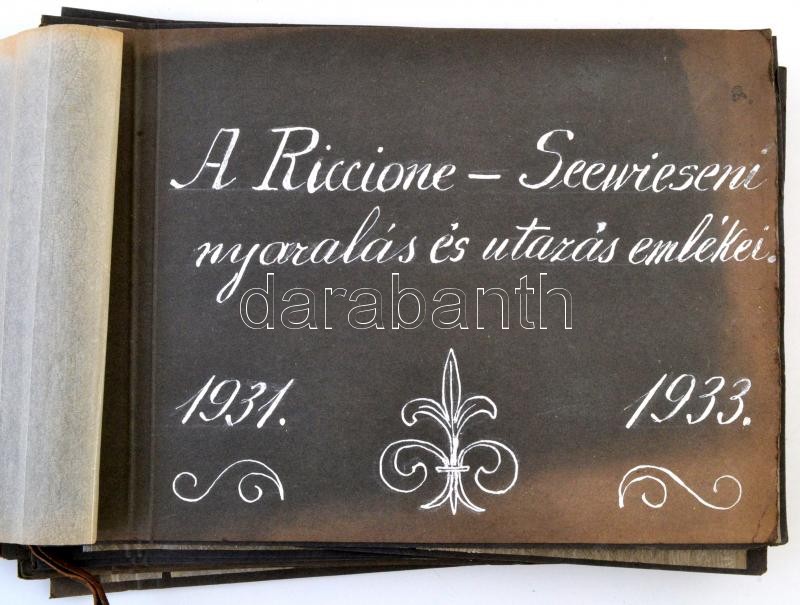 A Riccione – Seewieseni
nyaralás és utazás emlékei.
darabanth
1931. 1933.